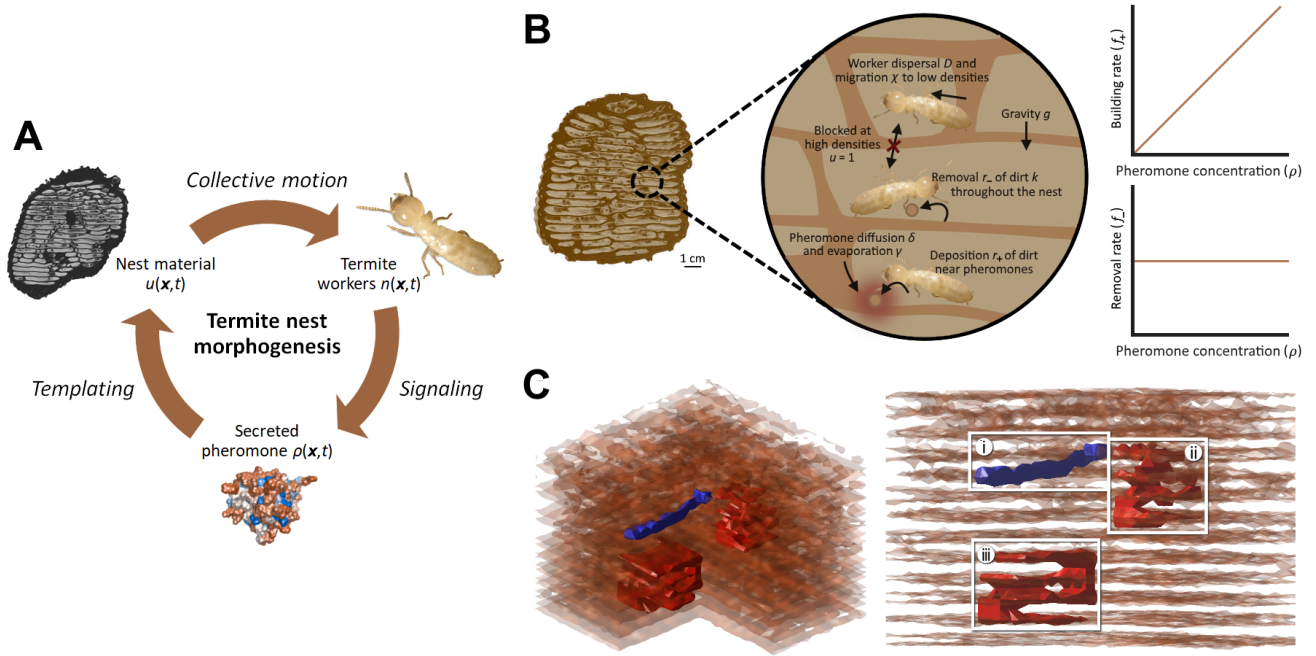 A
Collective motion
Nest material
u(x,t)
Termite
workers n(x,t)
Termite nest
morphogenesis
Templating
Signaling
Secreted
pheromone ρ(x,t)
B
1 cm
Worker dispersal D and
migration χ to low densities
Gravity g
Blocked at
high densities
u = 1
Removal r₋ of dirt k
throughout the nest
Pheromone diffusion δ
and evaporation γ
Deposition r₊ of dirt
near pheromones
Building rate (f₊)
Pheromone concentration (ρ)
Removal rate (f₋)
Pheromone concentration (ρ)
C
i
ii
iii